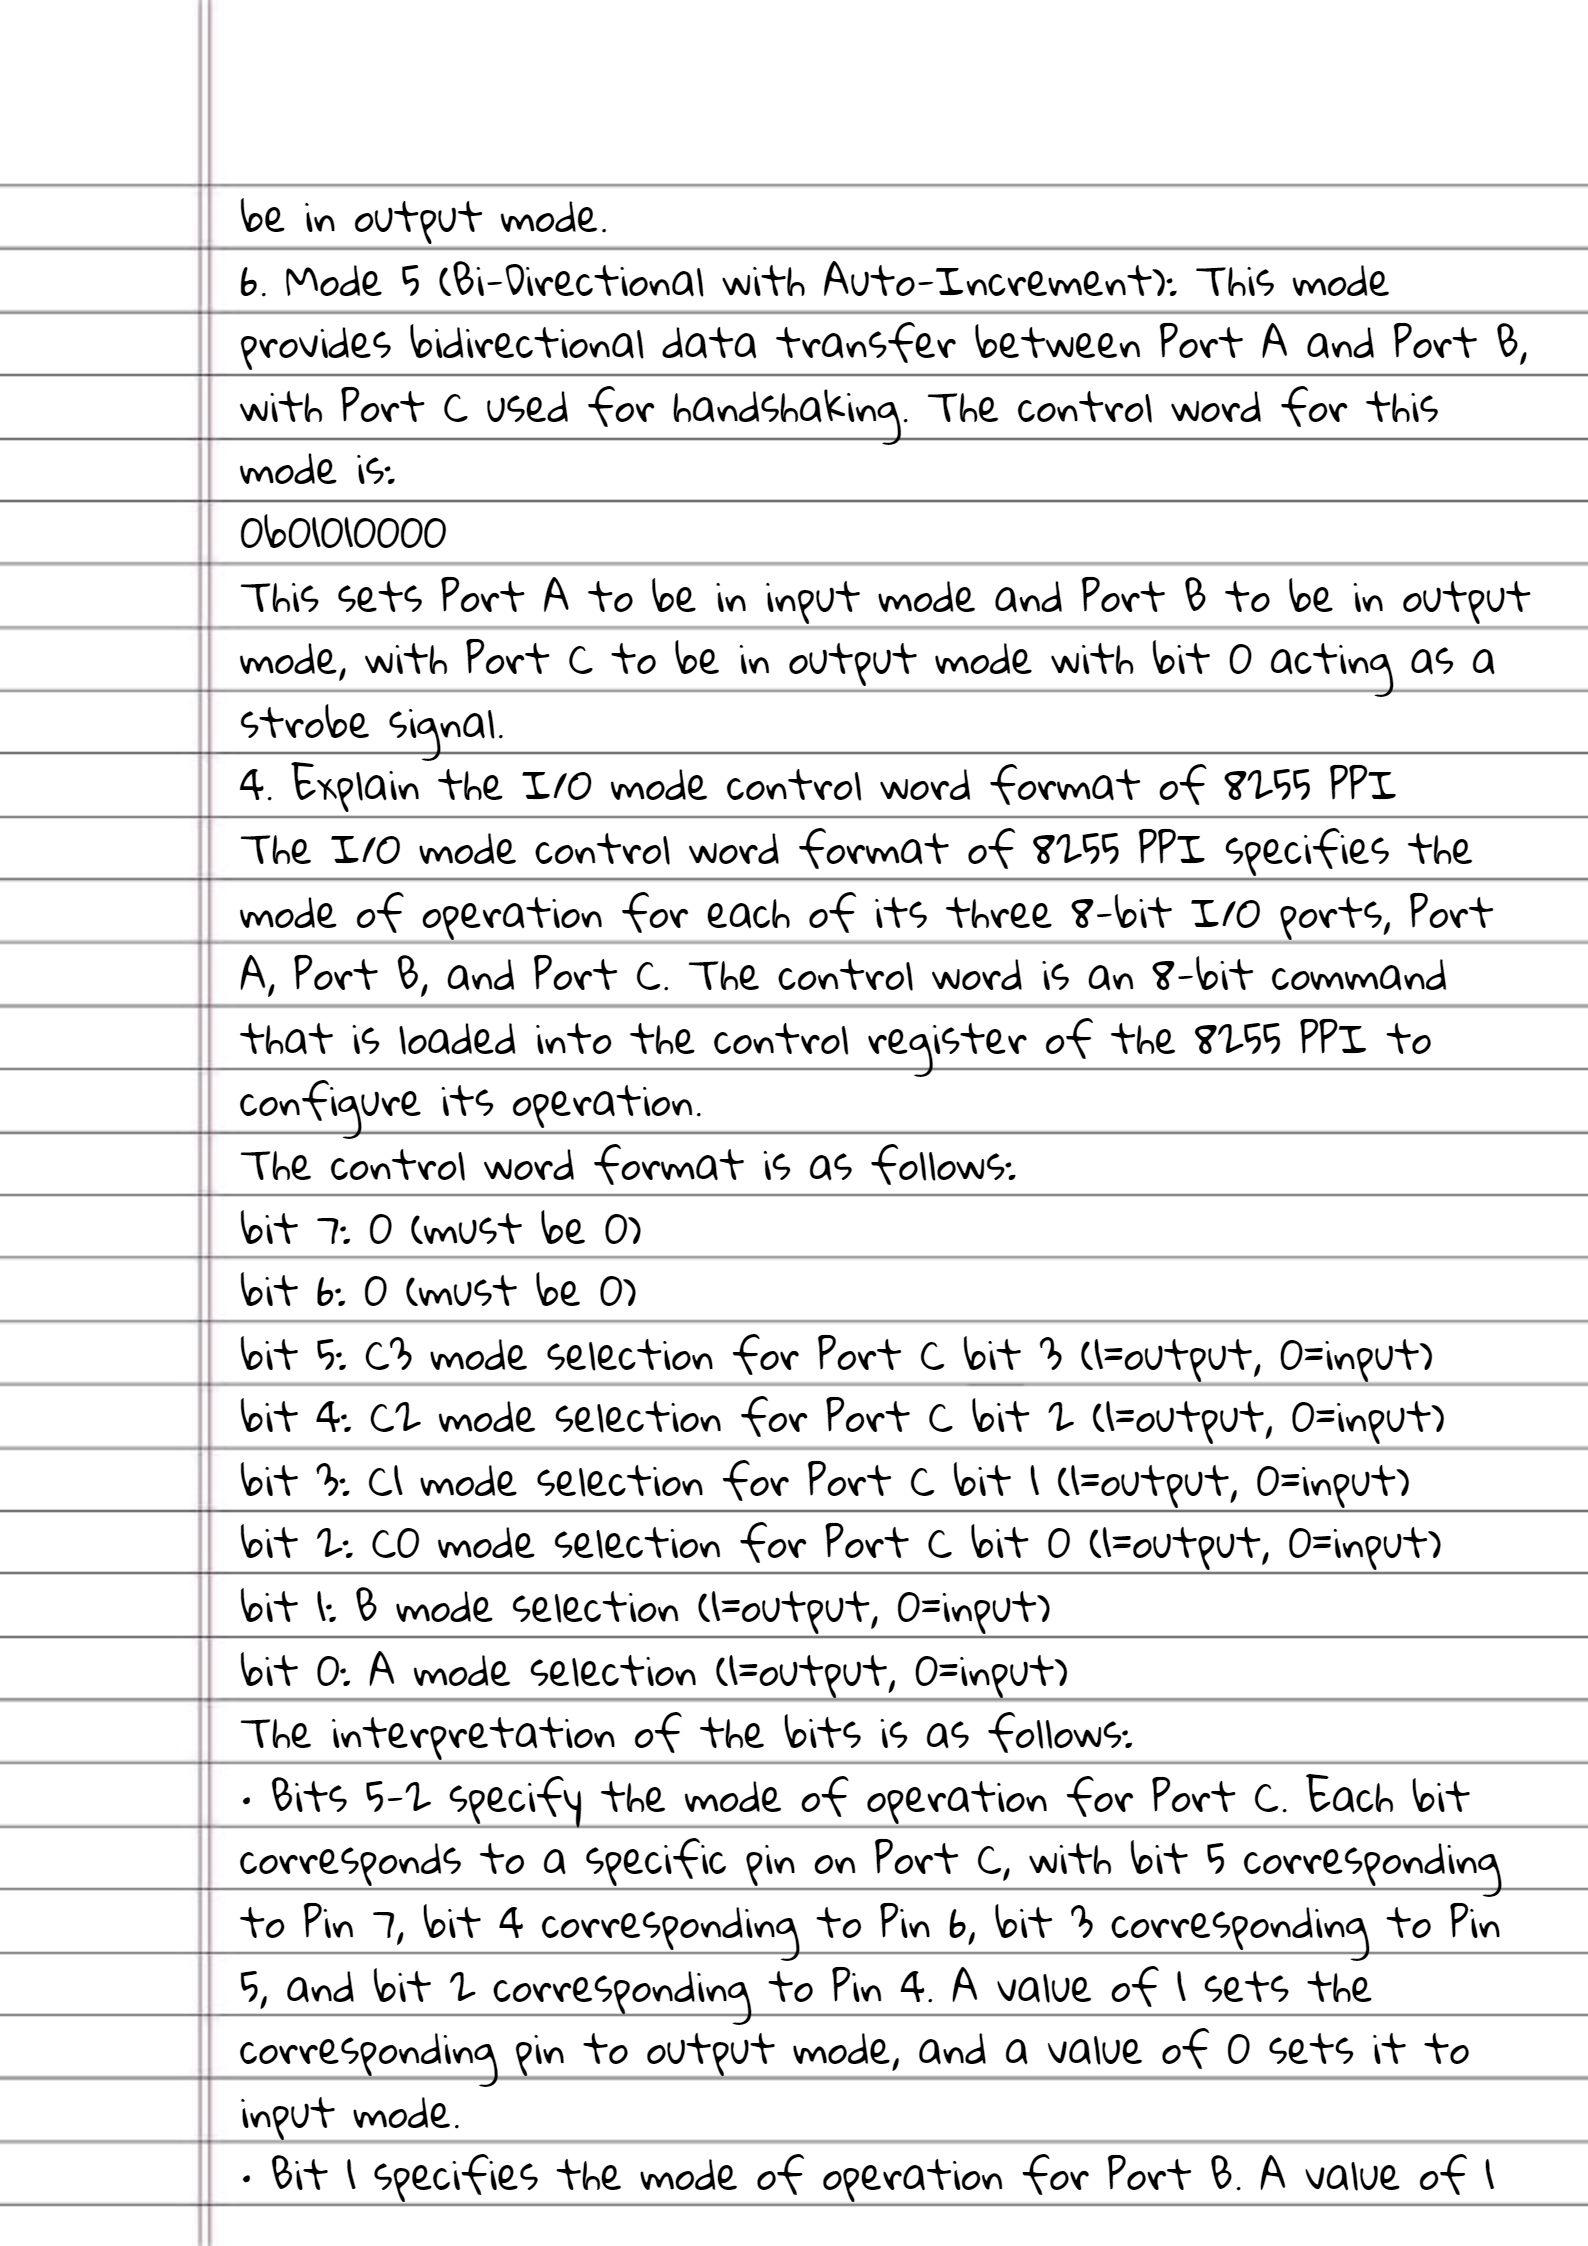 be in output mode.
6. Mode 5 (Bi-Directional with Auto-Increment): This mode
provides bidirectional data transfer between Port A and Port B,
with Port C used for handshaking. The control word for this
mode is:
0b01010000
This sets Port A to be in input mode and Port B to be in output
mode, with Port C to be in output mode with bit 0 acting as a
strobe signal.
4. Explain the I/O mode control word format of 8255 PPI
The I/O mode control word format of 8255 PPI specifies the
mode of operation for each of its three 8-bit I/O ports, Port
A, Port B, and Port C. The control word is an 8-bit command
that is loaded into the control register of the 8255 PPI to
configure its operation.
The control word format is as follows:
bit 7: 0 (must be 0)
bit 6: 0 (must be 0)
bit 5: C3 mode selection for Port C bit 3 (1=output, 0=input)
bit 4: C2 mode selection for Port C bit 2 (1=output, 0=input)
bit 3: C1 mode selection for Port C bit 1 (1=output, 0=input)
bit 2: C0 mode selection for Port C bit 0 (1=output, 0=input)
bit 1: B mode selection (1=output, 0=input)
bit 0: A mode selection (1=output, 0=input)
The interpretation of the bits is as follows:
• Bits 5-2 specify the mode of operation for Port C. Each bit
corresponds to a specific pin on Port C, with bit 5 corresponding
to Pin 7, bit 4 corresponding to Pin 6, bit 3 corresponding to Pin
5, and bit 2 corresponding to Pin 4. A value of 1 sets the
corresponding pin to output mode, and a value of 0 sets it to
input mode.
• Bit 1 specifies the mode of operation for Port B. A value of 1